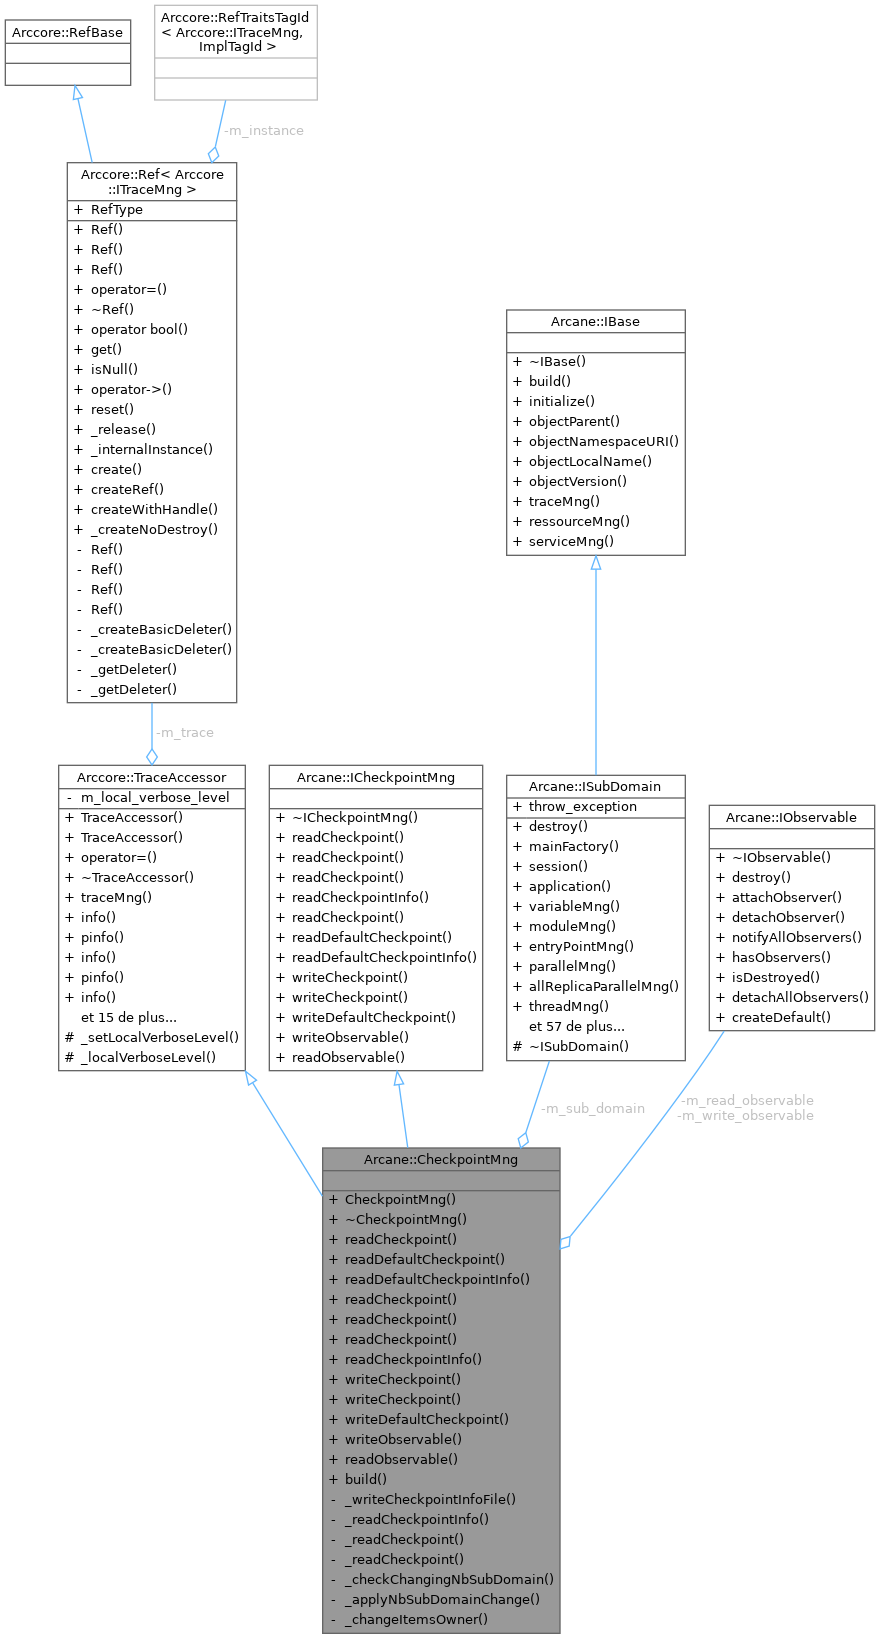 Arccore::RefBase
Arccore::RefTraitsTagId
< Arccore::ITraceMng,
ImplTagId >
-m_instance
Arccore::Ref< Arccore
::ITraceMng >
+ RefType
+ Ref()
+ Ref()
+ Ref()
+ operator=()
+ ~Ref()
+ operator bool()
+ get()
+ isNull()
+ operator->()
+ reset()
+ _release()
+ _internalInstance()
+ create()
+ createRef()
+ createWithHandle()
+ _createNoDestroy()
- Ref()
- Ref()
- Ref()
- Ref()
- _createBasicDeleter()
- _createBasicDeleter()
- _getDeleter()
- _getDeleter()
Arcane::IBase
+ ~IBase()
+ build()
+ initialize()
+ objectParent()
+ objectNamespaceURI()
+ objectLocalName()
+ objectVersion()
+ traceMng()
+ ressourceMng()
+ serviceMng()
-m_trace
Arccore::TraceAccessor
- m_local_verbose_level
+ TraceAccessor()
+ TraceAccessor()
+ operator=()
+ ~TraceAccessor()
+ traceMng()
+ info()
+ pinfo()
+ info()
+ pinfo()
+ info()
et 15 de plus...
# _setLocalVerboseLevel()
# _localVerboseLevel()
Arcane::ICheckpointMng
+ ~ICheckpointMng()
+ readCheckpoint()
+ readCheckpoint()
+ readCheckpoint()
+ readCheckpointInfo()
+ readCheckpoint()
+ readDefaultCheckpoint()
+ readDefaultCheckpointInfo()
+ writeCheckpoint()
+ writeCheckpoint()
+ writeDefaultCheckpoint()
+ writeObservable()
+ readObservable()
Arcane::ISubDomain
+ throw_exception
+ destroy()
+ mainFactory()
+ session()
+ application()
+ variableMng()
+ moduleMng()
+ entryPointMng()
+ parallelMng()
+ allReplicaParallelMng()
+ threadMng()
et 57 de plus...
# ~ISubDomain()
Arcane::IObservable
+ ~IObservable()
+ destroy()
+ attachObserver()
+ detachObserver()
+ notifyAllObservers()
+ hasObservers()
+ isDestroyed()
+ detachAllObservers()
+ createDefault()
-m_sub_domain
-m_read_observable
-m_write_observable
Arcane::CheckpointMng
+ CheckpointMng()
+ ~CheckpointMng()
+ readCheckpoint()
+ readDefaultCheckpoint()
+ readDefaultCheckpointInfo()
+ readCheckpoint()
+ readCheckpoint()
+ readCheckpoint()
+ readCheckpointInfo()
+ writeCheckpoint()
+ writeCheckpoint()
+ writeDefaultCheckpoint()
+ writeObservable()
+ readObservable()
+ build()
- _writeCheckpointInfoFile()
- _readCheckpointInfo()
- _readCheckpoint()
- _readCheckpoint()
- _checkChangingNbSubDomain()
- _applyNbSubDomainChange()
- _changeItemsOwner()